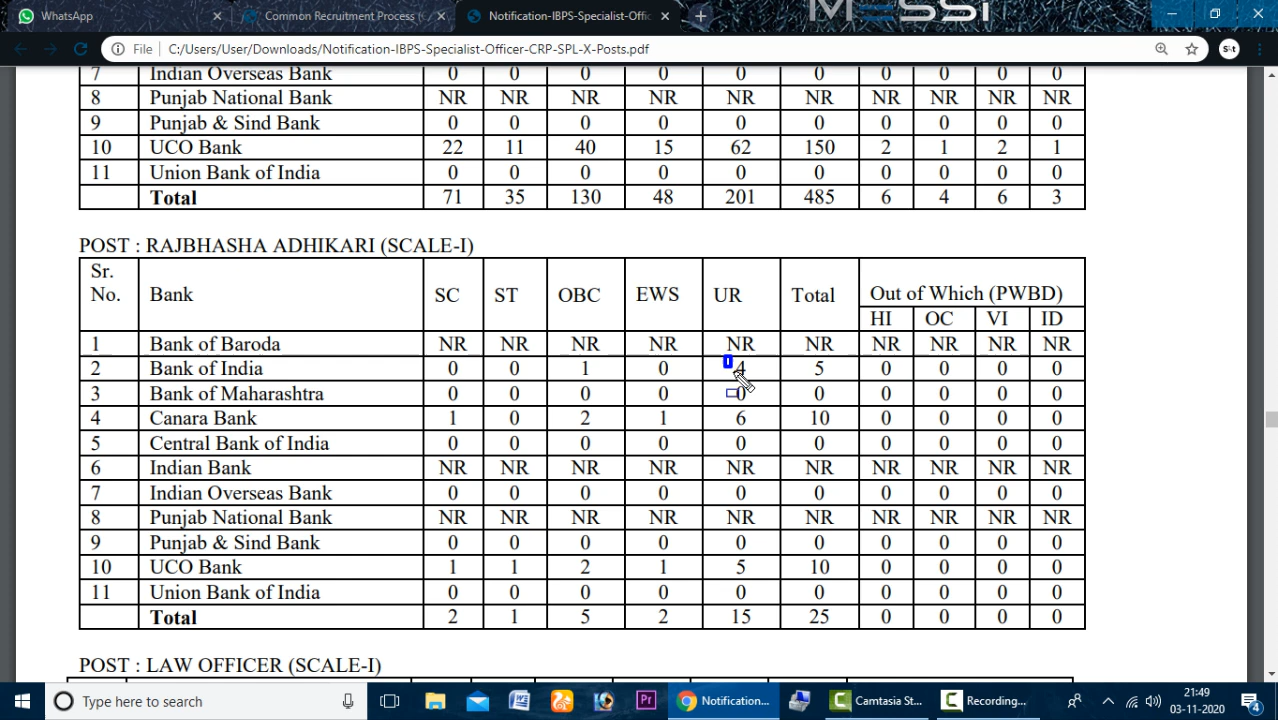 WhatsApp
Common Recruitment Process (
Notification-IBPS-Specialist-Offic
MESSI
File
C:/Users/User/Downloads/Notification-IBPS-Specialist-Officer-CRP-SPL-X-Posts.pdf
7 Indian Overseas Bank 0 0 0 0 0 0 0 0 0 0
8 Punjab National Bank NR NR NR NR NR NR NR NR NR NR
9 Punjab & Sind Bank 0 0 0 0 0 0 0 0 0 0
10 UCO Bank 22 11 40 15 62 150 2 1 2 1
11 Union Bank of India 0 0 0 0 0 0 0 0 0 0
Total 71 35 130 48 201 485 6 4 6 3
POST : RAJBHASHA ADHIKARI (SCALE-I)
Sr. No. Bank SC ST OBC EWS UR Total Out of Which (PWBD)
HI OC VI ID
1 Bank of Baroda NR NR NR NR NR NR NR NR NR NR
2 Bank of India 0 0 1 0 4 5 0 0 0 0
3 Bank of Maharashtra 0 0 0 0 0 0 0 0 0 0
4 Canara Bank 1 0 2 1 6 10 0 0 0 0
5 Central Bank of India 0 0 0 0 0 0 0 0 0 0
6 Indian Bank NR NR NR NR NR NR NR NR NR NR
7 Indian Overseas Bank 0 0 0 0 0 0 0 0 0 0
8 Punjab National Bank NR NR NR NR NR NR NR NR NR NR
9 Punjab & Sind Bank 0 0 0 0 0 0 0 0 0 0
10 UCO Bank 1 1 2 1 5 10 0 0 0 0
11 Union Bank of India 0 0 0 0 0 0 0 0 0 0
Total 2 1 5 2 15 25 0 0 0 0
POST : LAW OFFICER (SCALE-I)
Type here to search
Notification...
Camtasia St...
Recording...
21:49
03-11-2020
4